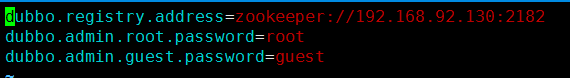 dubbo.registry.address=zookeeper://192.168.92.130:2182
dubbo.admin.root.password=root
dubbo.admin.guest.password=guest
~